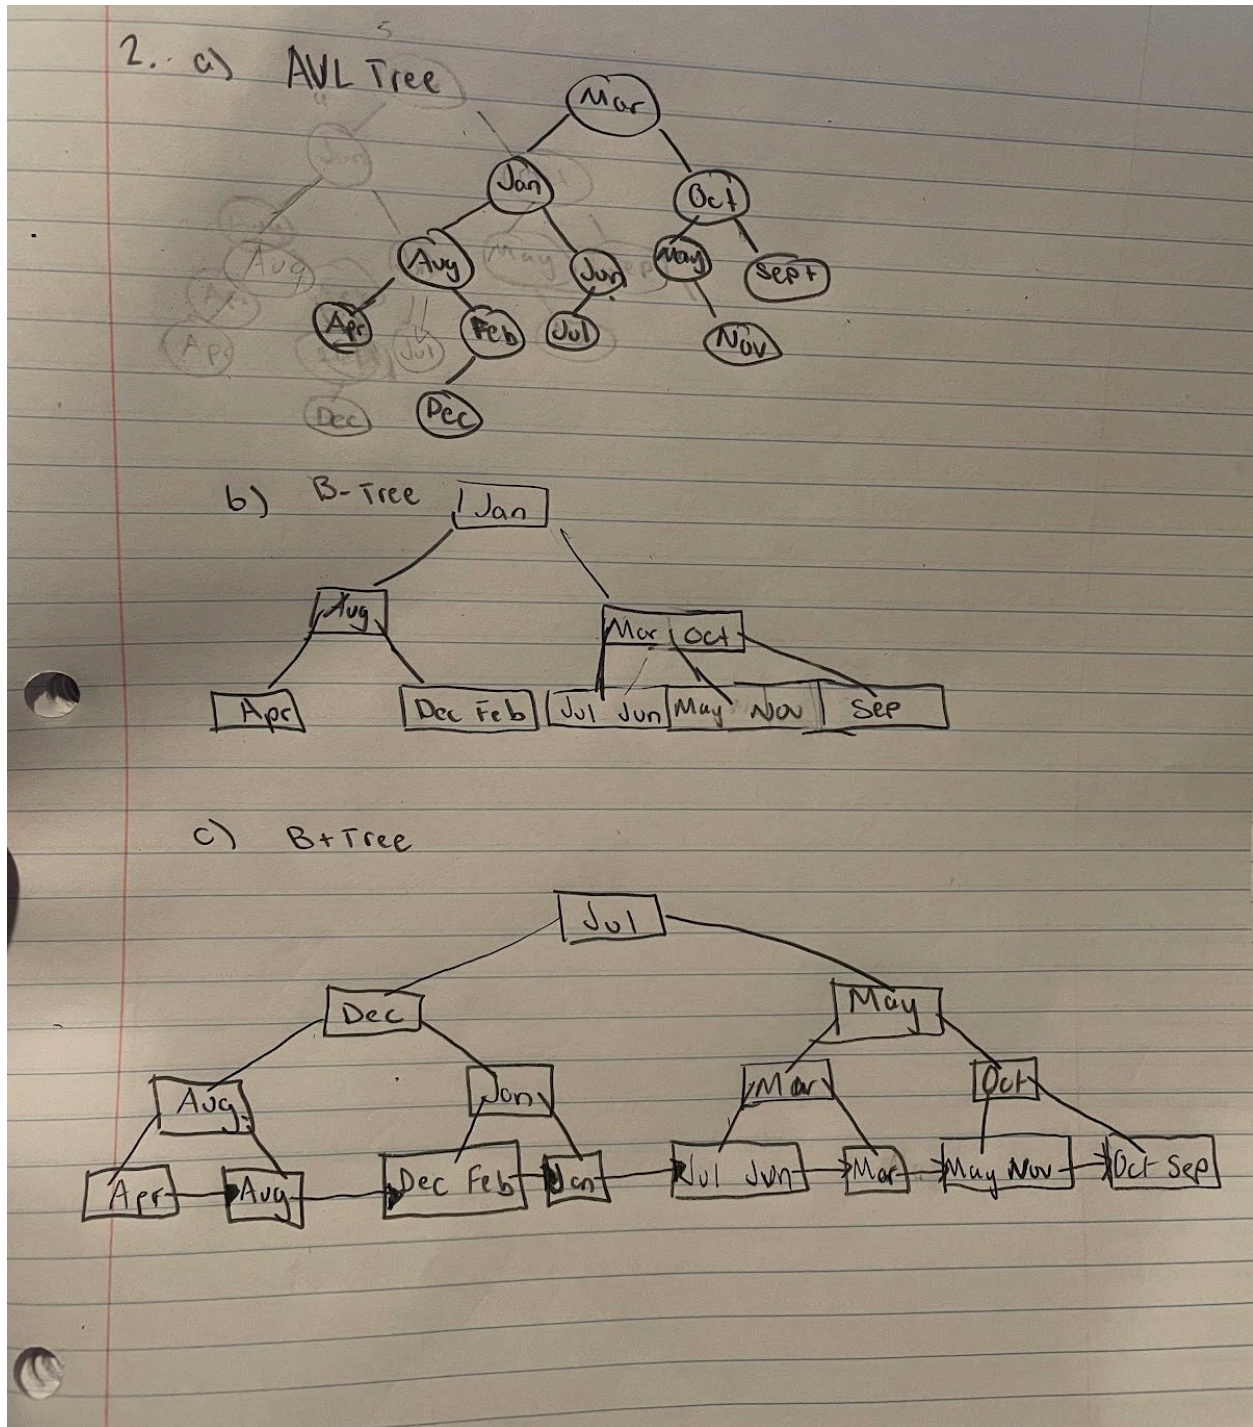 2. a) AVL Tree
Mar
Jan Oct
Aug Jun May Sept
Apr Feb Jul Nov
Dec
b) B-Tree
Jan
Aug Mar Oct
Apr Dec Feb Jul Jun May Nov Sep
c) B+Tree
Jul
Dec May
Aug Jan Mar Oct
Apr Aug Dec Feb Jan Jul Jun Mar May Nov Oct Sep